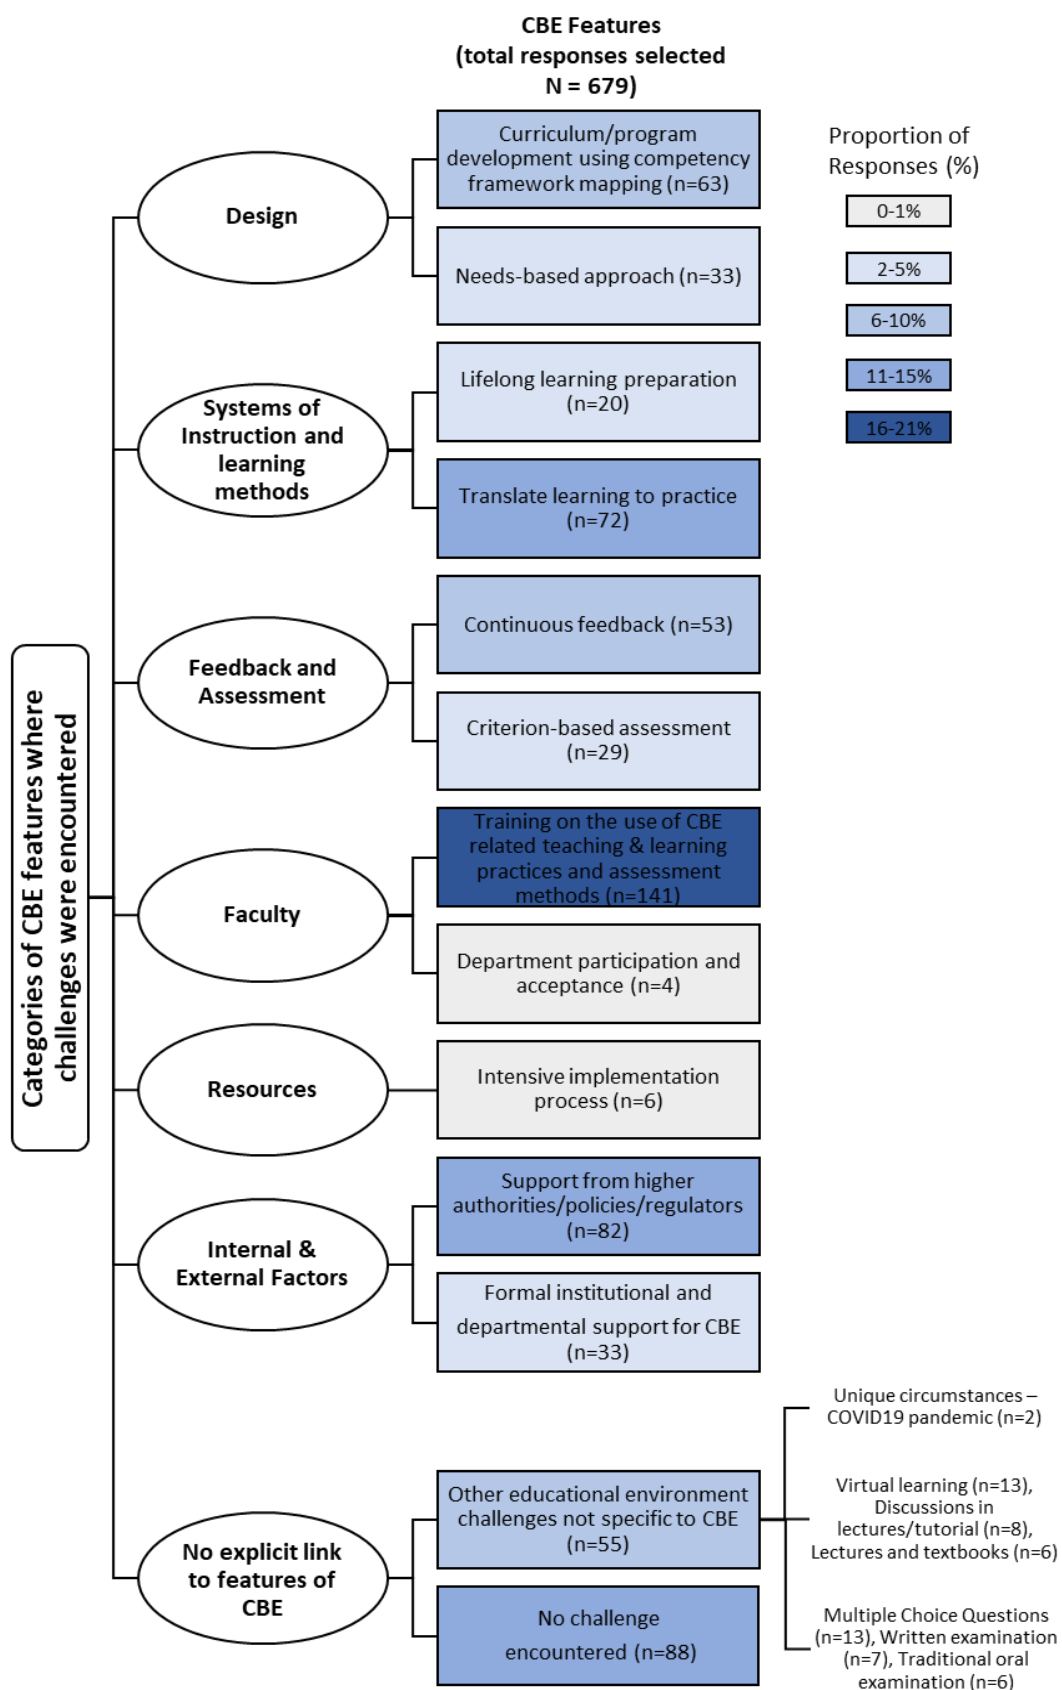 CBE Features
(total responses selected
N = 679)
Proportion of
Responses (%)
0-1%
2-5%
6-10%
11-15%
16-21%
Categories of CBE features where
challenges were encountered
Design
Curriculum/program
development using competency
framework mapping (n=63)
Needs-based approach (n=33)
Systems of
Instruction and
learning
methods
Lifelong learning preparation
(n=20)
Translate learning to practice
(n=72)
Feedback and
Assessment
Continuous feedback (n=53)
Criterion-based assessment
(n=29)
Faculty
Training on the use of CBE
related teaching & learning
practices and assessment
methods (n=141)
Department participation and
acceptance (n=4)
Resources
Intensive implementation
process (n=6)
Internal &
External Factors
Support from higher
authorities/policies/regulators
(n=82)
Formal institutional and
departmental support for CBE
(n=33)
No explicit link
to features of
CBE
Other educational environment
challenges not specific to CBE
(n=55)
Unique circumstances –
COVID19 pandemic (n=2)
Virtual learning (n=13),
Discussions in
lectures/tutorial (n=8),
Lectures and textbooks (n=6)
Multiple Choice Questions
(n=13), Written examination
(n=7), Traditional oral
examination (n=6)
No challenge
encountered (n=88)